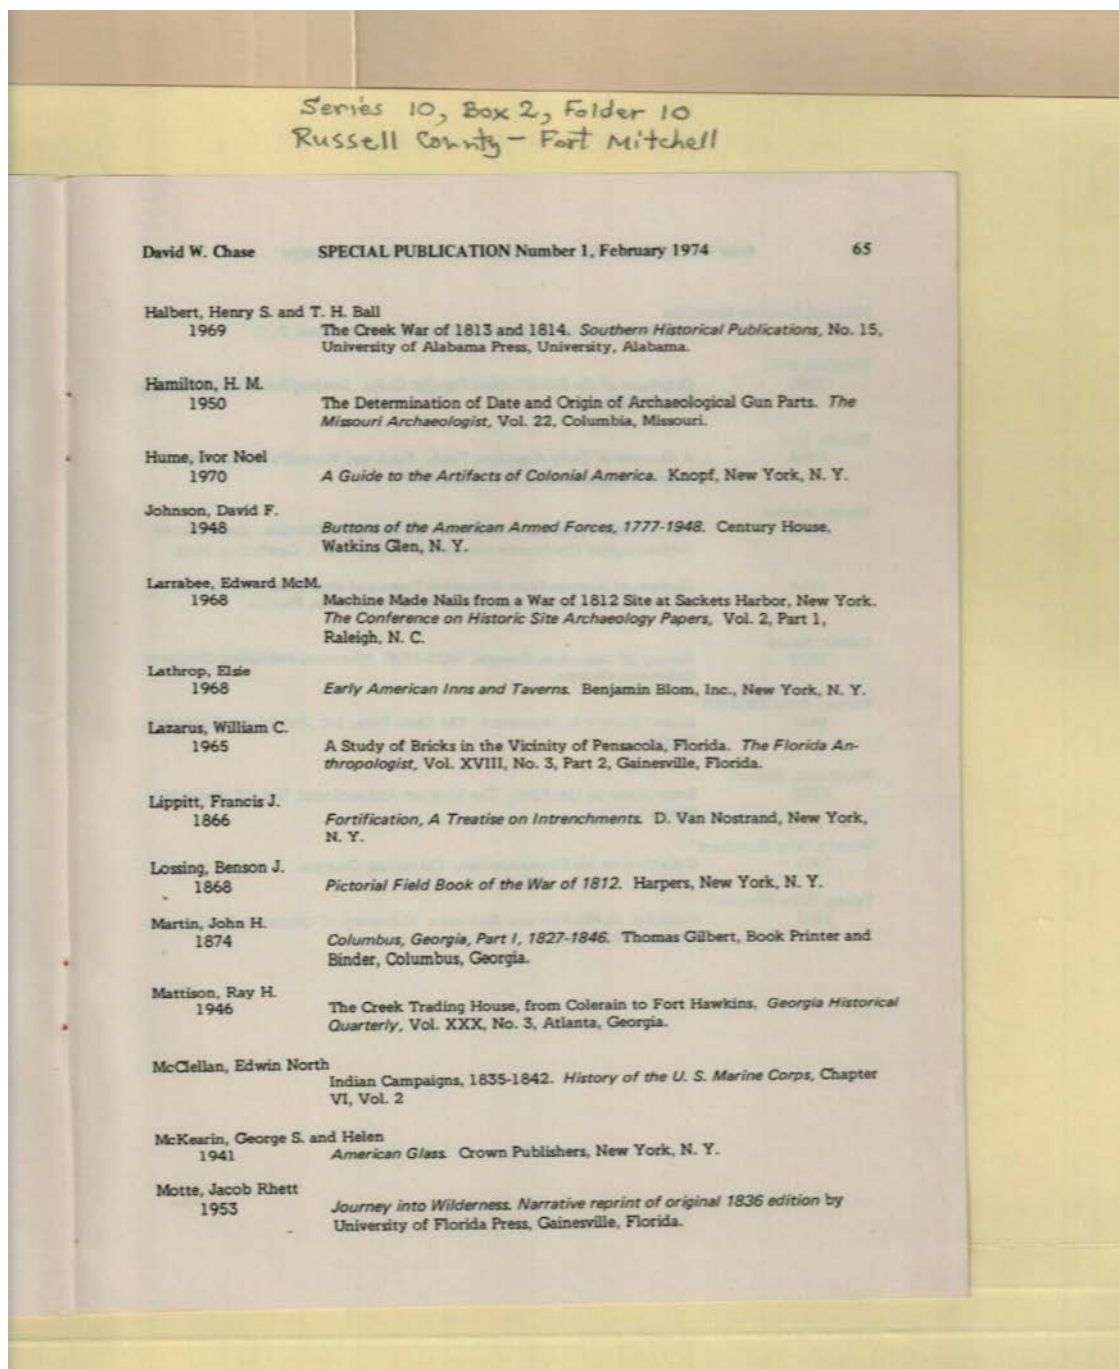 Series 10, Box 2, Folder 10
Russell County - Fort Mitchell
David W. Chase SPECIAL PUBLICATION Number 1, February 1974 65
Halbert, Henry S. and T. H. Ball
1969 The Creek War of 1813 and 1814. Southern Historical Publications, No. 15,
University of Alabama Press, University, Alabama.
Hamilton, H. M.
1950 The Determination of Date and Origin of Archaeological Gun Parts. The
Missouri Archaeologist, Vol. 22, Columbia, Missouri.
Hume, Ivor Noel
1970 A Guide to the Artifacts of Colonial America. Knopf, New York, N. Y.
Johnson, David F.
1948 Buttons of the American Armed Forces, 1777-1948. Century House,
Watkins Glen, N. Y.
Larrabee, Edward McM.
1968 Machine Made Nails from a War of 1812 Site at Sackets Harbor, New York.
The Conference on Historic Site Archaeology Papers, Vol. 2, Part 1,
Raleigh, N. C.
Lathrop, Elsie
1968 Early American Inns and Taverns. Benjamin Blom, Inc., New York, N. Y.
Lazarus, William C.
1965 A Study of Bricks in the Vicinity of Pensacola, Florida. The Florida An-
thropologist, Vol. XVIII, No. 3, Part 2, Gainesville, Florida.
Lippitt, Francis J.
1866 Fortification, A Treatise on Intrenchments. D. Van Nostrand, New York,
N. Y.
Lossing, Benson J.
1868 Pictorial Field Book of the War of 1812. Harpers, New York, N. Y.
Martin, John H.
1874 Columbus, Georgia, Part I, 1827-1846. Thomas Gilbert, Book Printer and
Binder, Columbus, Georgia.
Mattison, Ray H.
1946 The Creek Trading House, from Colerain to Fort Hawkins. Georgia Historical
Quarterly, Vol. XXX, No. 3, Atlanta, Georgia.
McClellan, Edwin North
Indian Campaigns, 1835-1842. History of the U. S. Marine Corps, Chapter
VI, Vol. 2
McKearin, George S. and Helen
1941 American Glass. Crown Publishers, New York, N. Y.
Motte, Jacob Rhett
1953 Journey into Wilderness. Narrative reprint of original 1836 edition by
University of Florida Press, Gainesville, Florida.